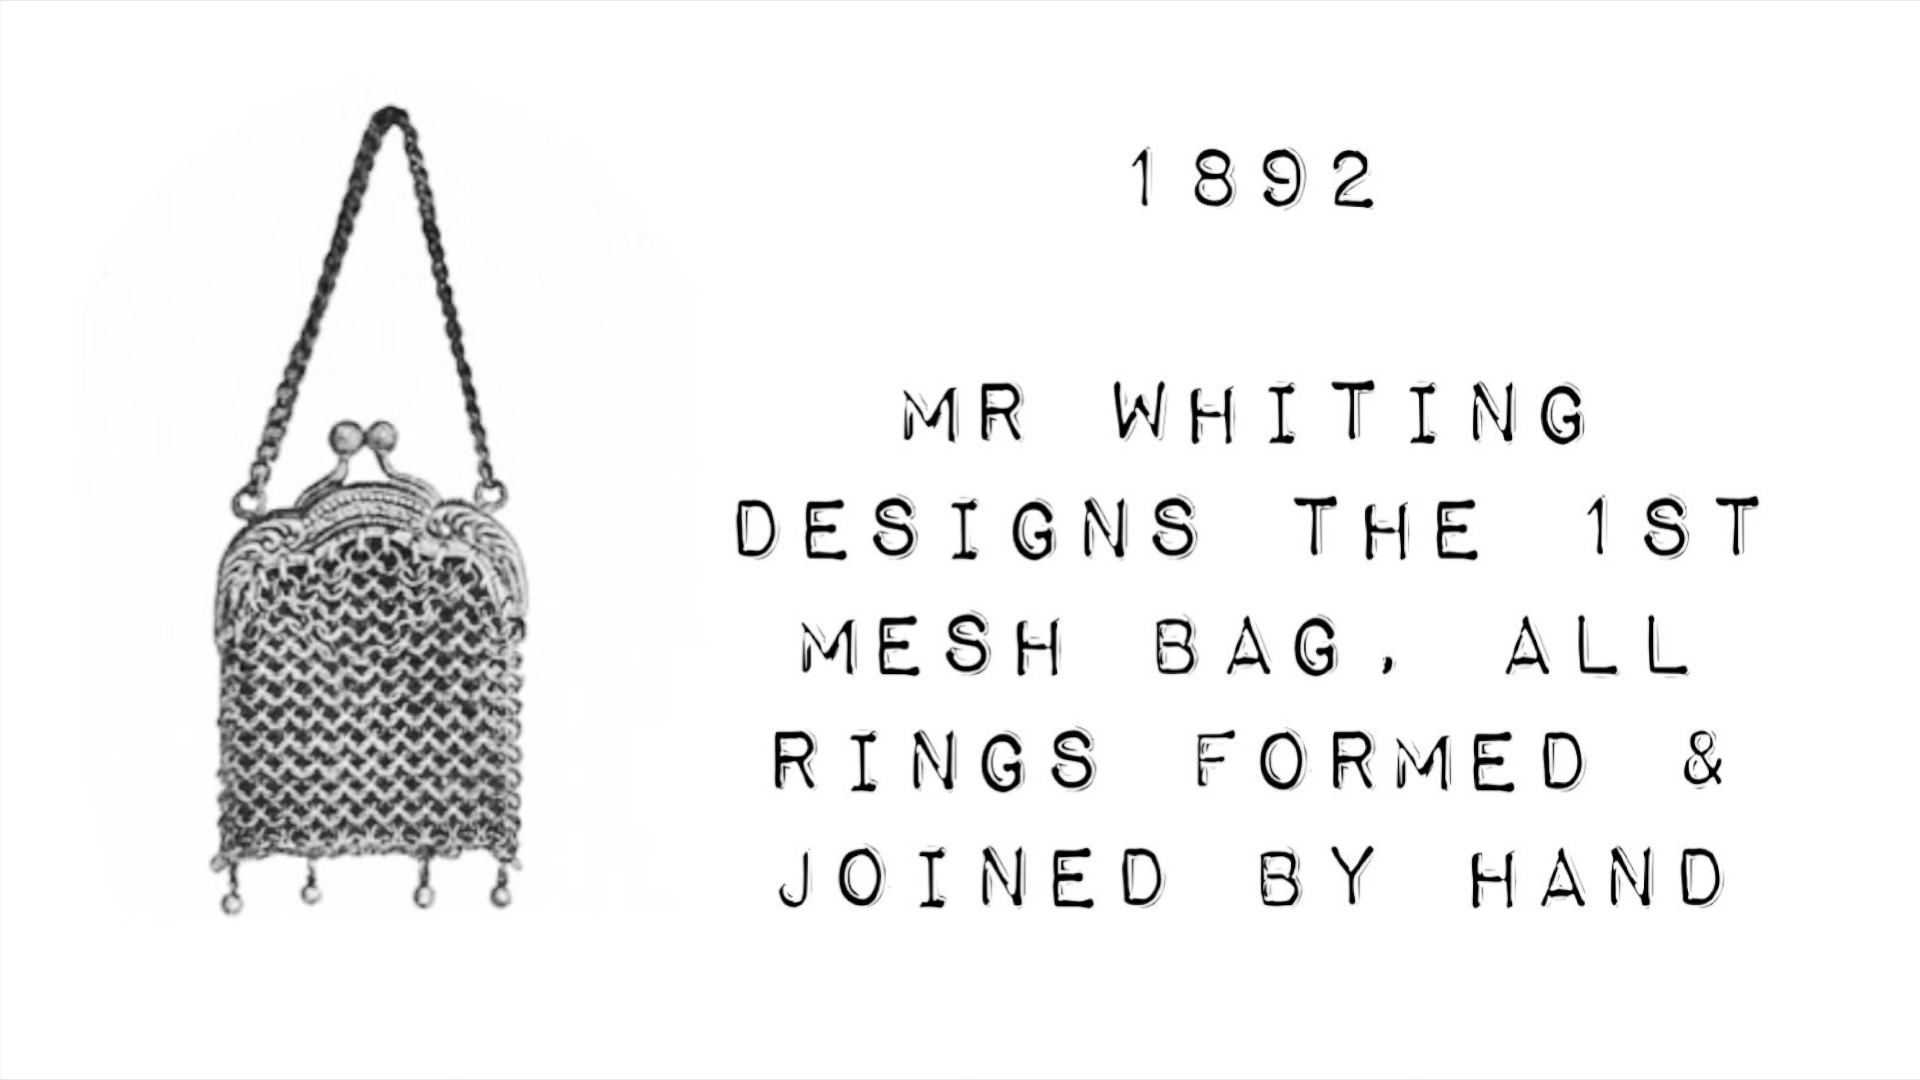 1892
MR WHITING
DESIGNS THE 1ST
MESH BAG, ALL
RINGS FORMED &
JOINED BY HAND